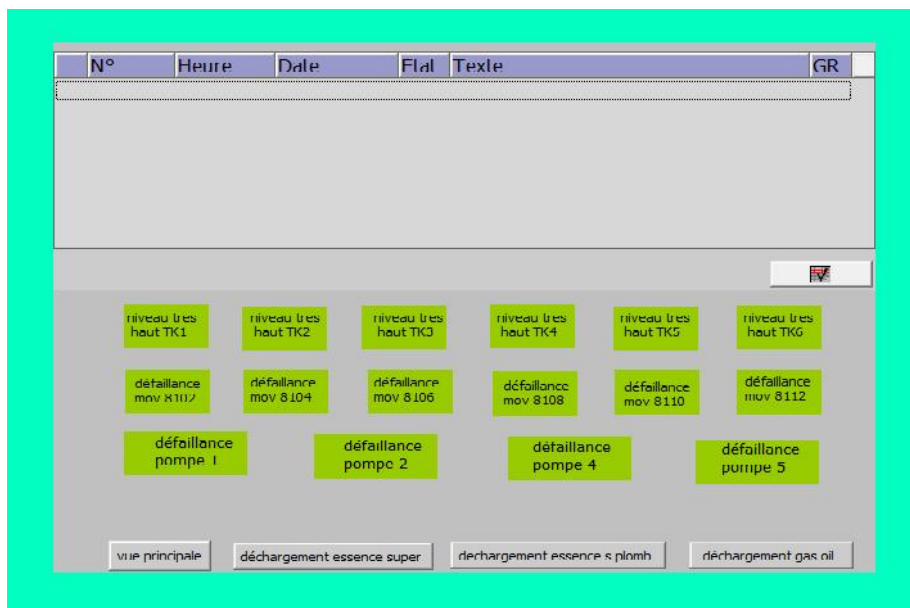 N° Heure Date Etat Texte GR
niveau tres haut TK1
niveau tres haut TK2
niveau tres haut TK3
niveau tres haut TK4
niveau tres haut TK5
niveau tres haut TK6
défaillance mov 8102
défaillance mov 8104
défaillance mov 8106
défaillance mov 8108
défaillance mov 8110
défaillance mov 8112
défaillance pompe 1
défaillance pompe 2
défaillance pompe 4
défaillance pompe 5
vue principale
déchargement essence super
dechargement essence s plomb
déchargement gas oil